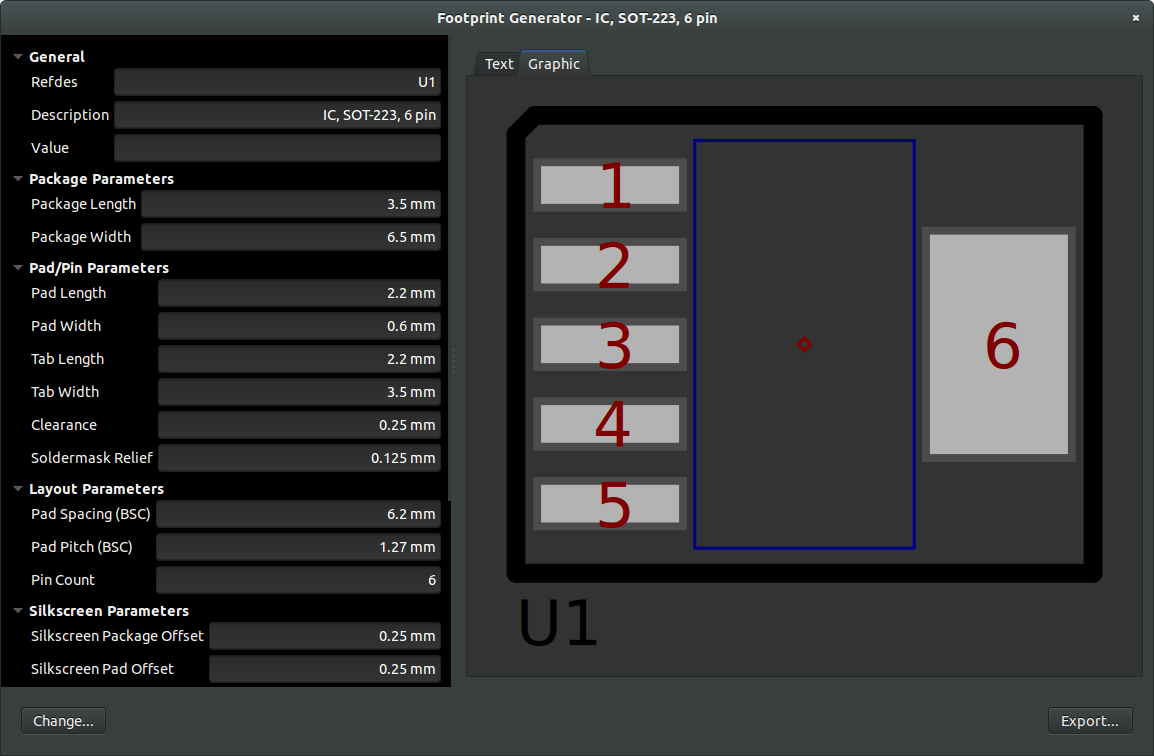 Footprint Generator - IC, SOT-223, 6 pin
General
Refdes U1
Description IC, SOT-223, 6 pin
Value
Package Parameters
Package Length 3.5 mm
Package Width 6.5 mm
Pad/Pin Parameters
Pad Length 2.2 mm
Pad Width 0.6 mm
Tab Length 2.2 mm
Tab Width 3.5 mm
Clearance 0.25 mm
Soldermask Relief 0.125 mm
Layout Parameters
Pad Spacing (BSC) 6.2 mm
Pad Pitch (BSC) 1.27 mm
Pin Count 6
Silkscreen Parameters
Silkscreen Package Offset 0.25 mm
Silkscreen Pad Offset 0.25 mm
Change...
Text Graphic
1
2
3
4
5
6
U1
Export...